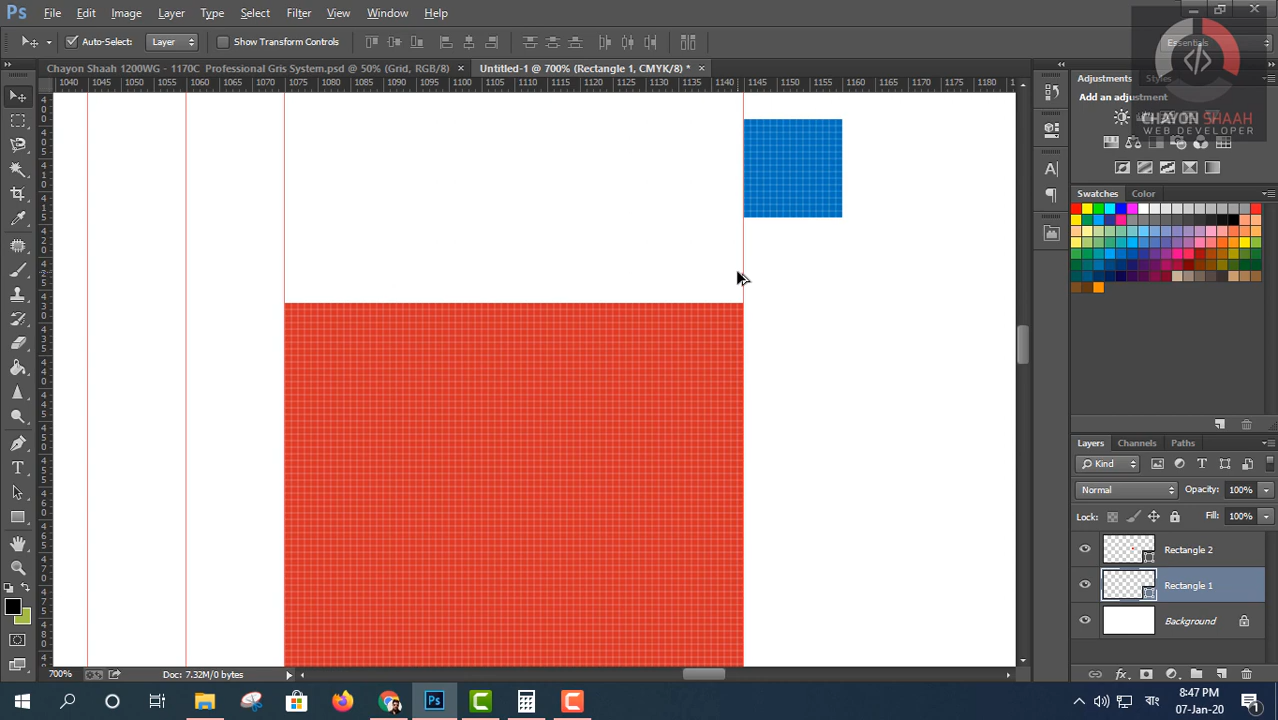 Ps File Edit Image Layer Type Select Filter View Window Help
Auto-Select: Layer Show Transform Controls Essentials
Chayon Shaah 1200WG - 1170C Professional Gris System.psd @ 50% (Grid, RGB/8) × Untitled-1 @ 700% (Rectangle 1, CMYK/8) * ×
1040 1045 1050 1055 1060 1065 1070 1075 1080 1085 1090 1095 1100 1105 1110 1115 1120 1125 1130 1135 1140 1145 1150 1155 1160 1165 1170 1175 1180
Adjustments Styles
Add an adjustment
CHAYON SHAAH
WEB DEVELOPER
Swatches Color
Layers Channels Paths
Kind
Normal Opacity: 100%
Lock: Fill: 100%
Rectangle 2
Rectangle 1
Background
700% Doc: 7.32M/0 bytes
8:47 PM
বাং
07-Jan-20